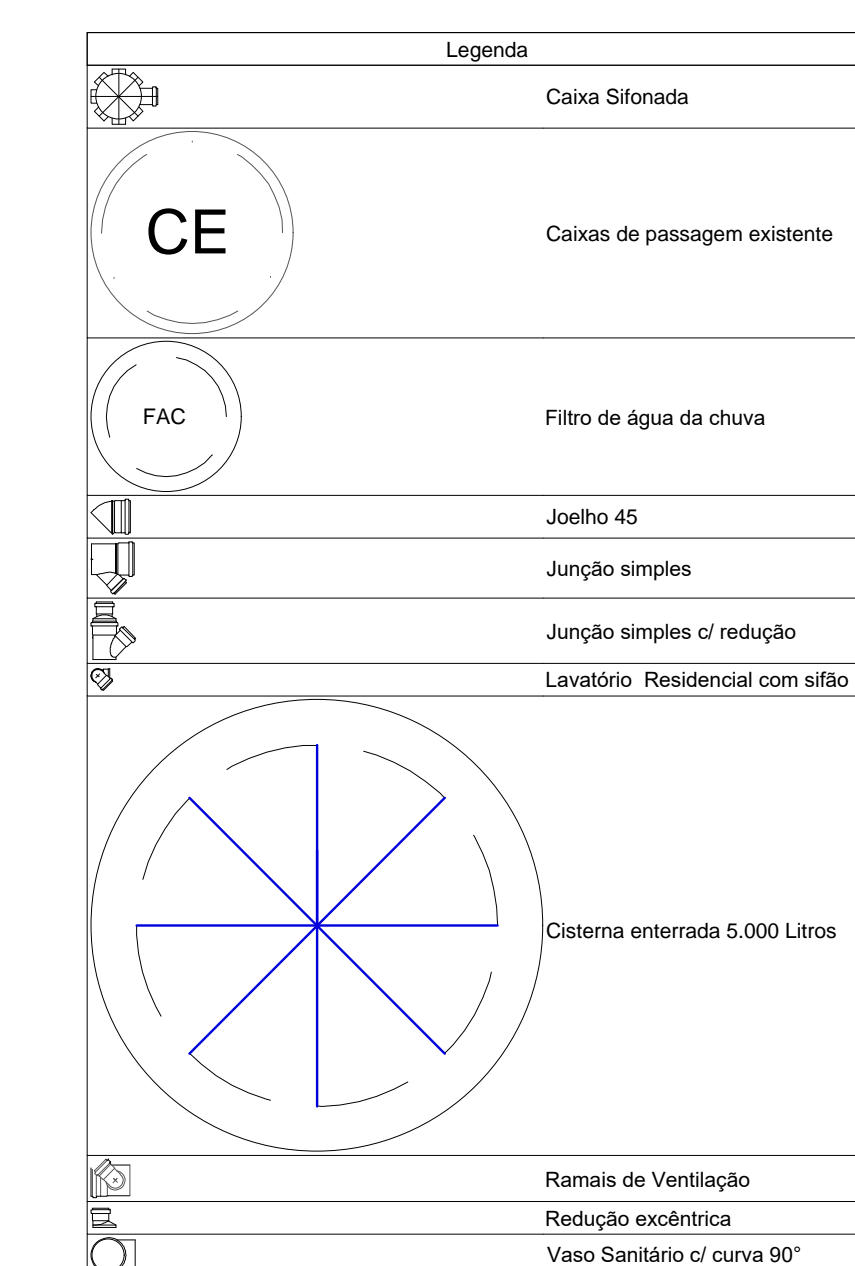 Legenda
Caixa Sifonada
CE
Caixas de passagem existente
FAC
Filtro de água da chuva
Joelho 45
Junção simples
Junção simples c/ redução
Lavatório Residencial com sifão
Cisterna enterrada 5.000 Litros
Ramais de Ventilação
Redução excêntrica
Vaso Sanitário c/ curva 90°